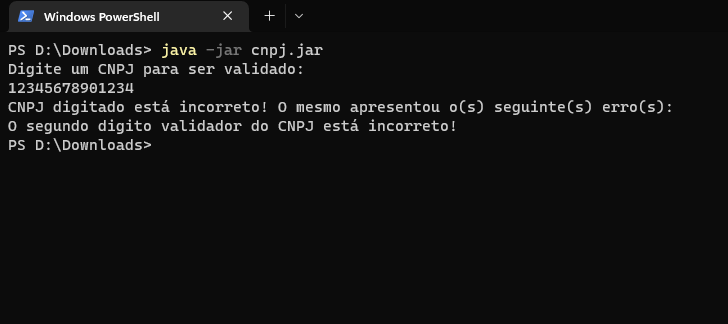 Windows PowerShell
PS D:\Downloads> java -jar cnpj.jar
Digite um CNPJ para ser validado:
12345678901234
CNPJ digitado está incorreto! O mesmo apresentou o(s) seguinte(s) erro(s):
O segundo digito validador do CNPJ está incorreto!
PS D:\Downloads>